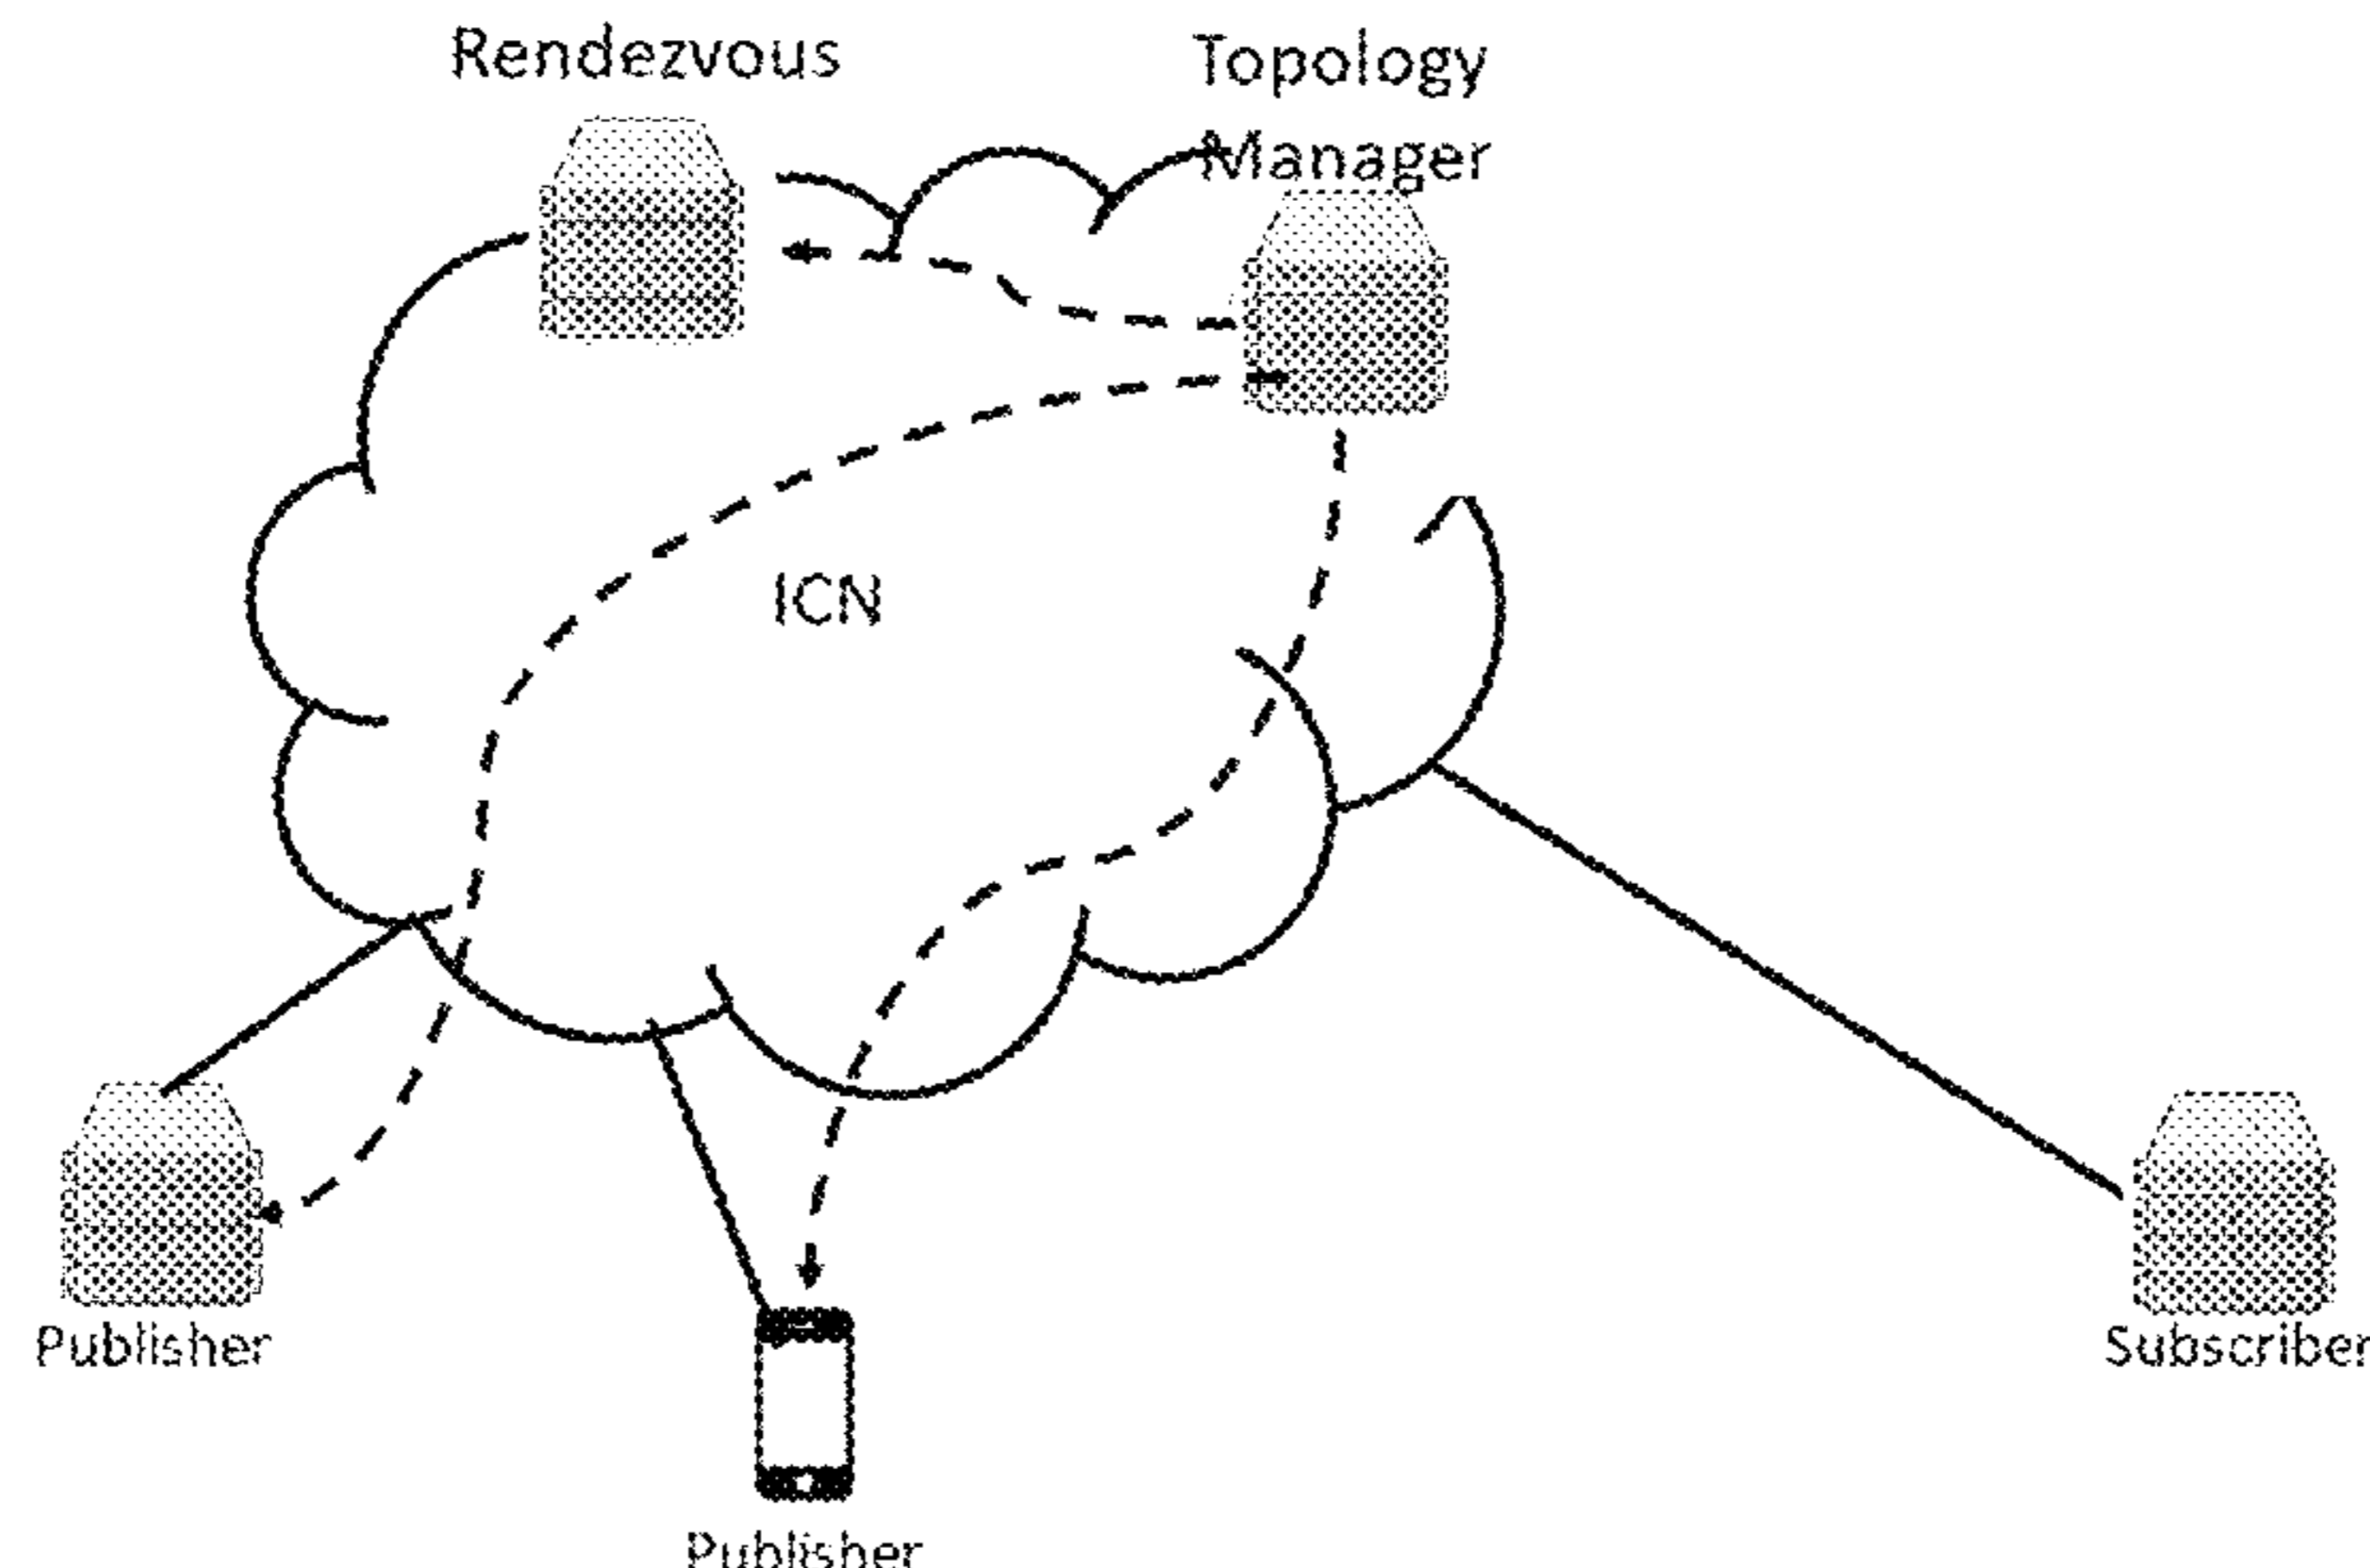 Rendezvous
Topology
Manager
ICN
Publisher
Subscriber
Publisher